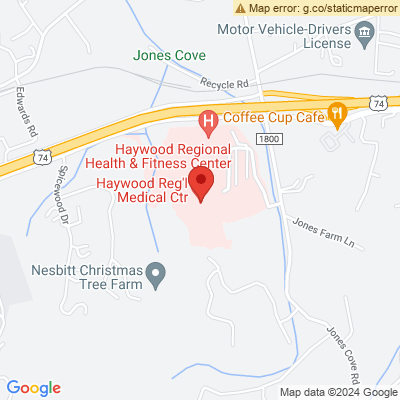 Map error: g.co/staticmaperror
Motor Vehicle-Drivers
License
Jones Cove
Recycle Rd
Edwards Rd
74
H
Coffee Cup Cafe
Haywood Regional
Health & Fitness Center
1800
74
Haywood Reg'l
Medical Ctr
Spicewood Dr
Jones Farm Ln
Nesbitt Christmas
Tree Farm
Jones Cove Rd
Google
Map data ©2024 Google